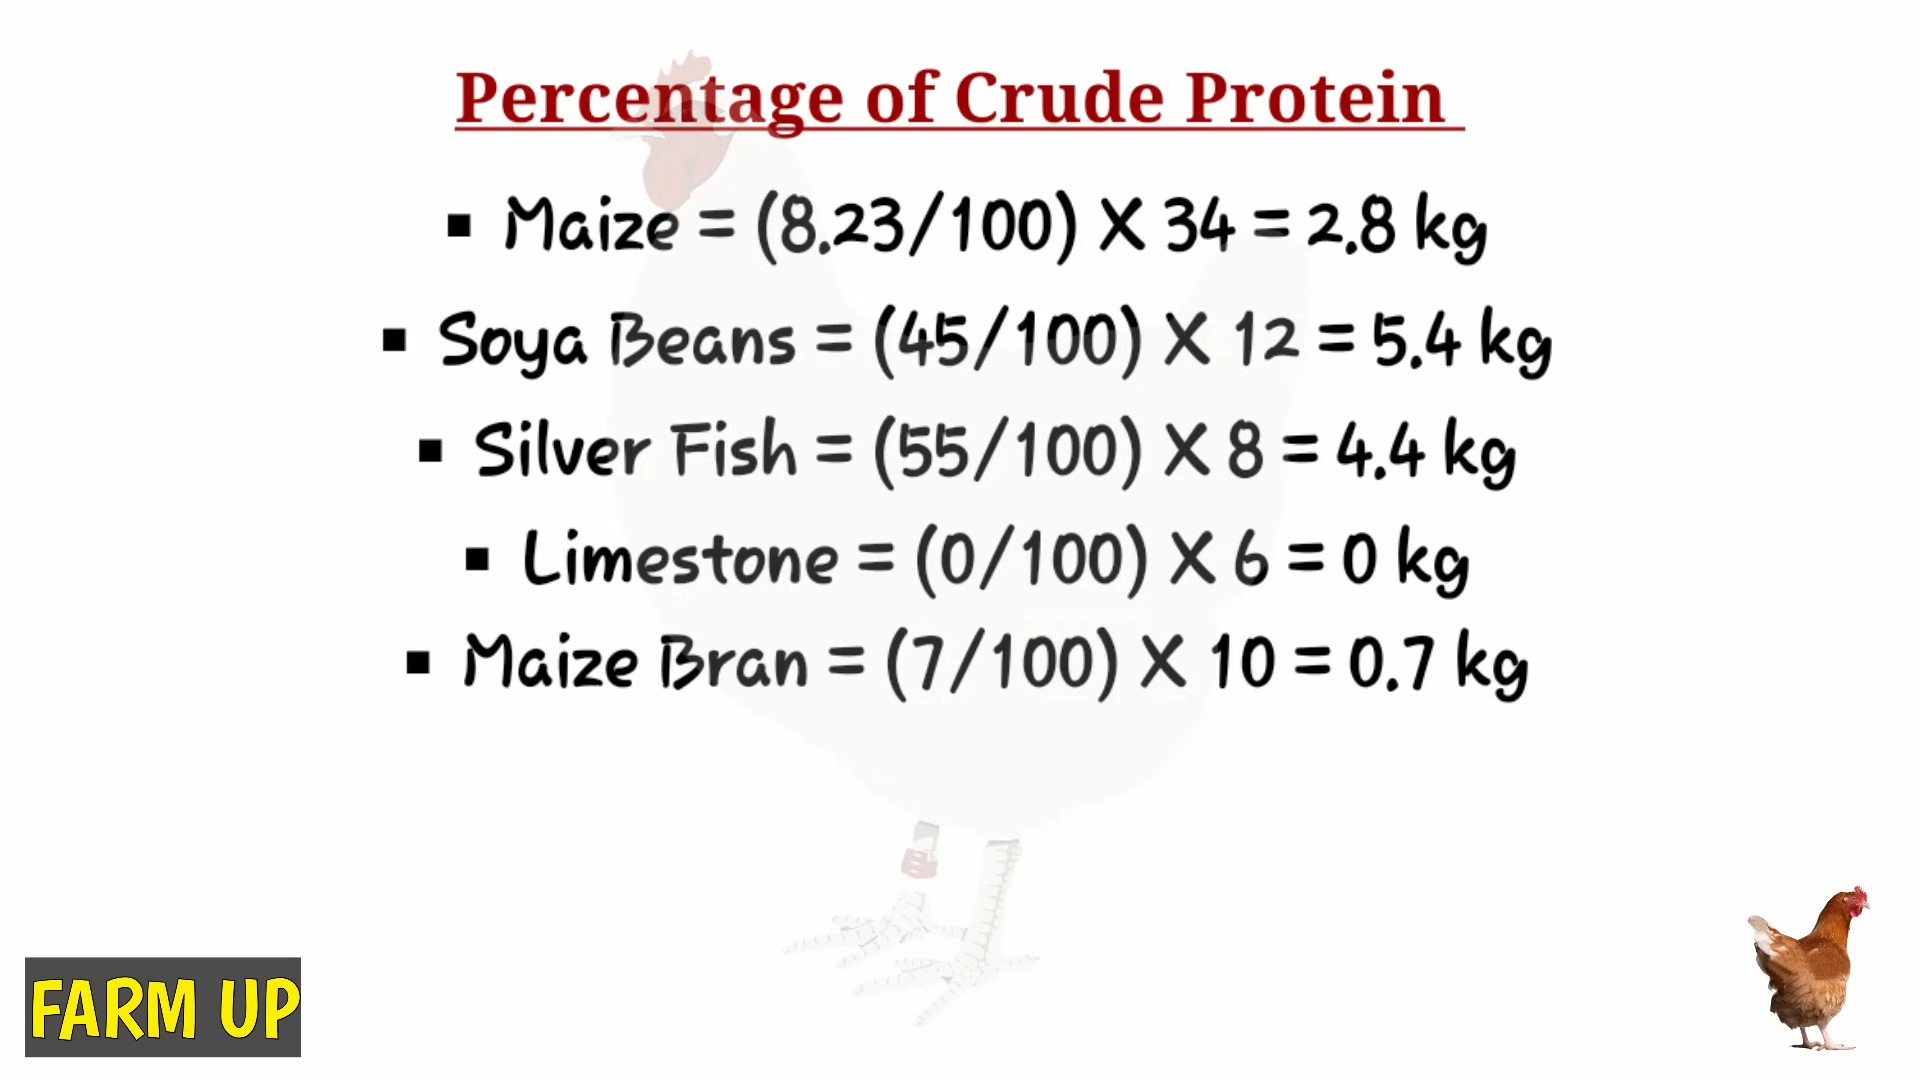 Percentage of Crude Protein
▪ Maize = (8.23/100) X 34 = 2.8 kg
▪ Soya Beans = (45/100) X 12 = 5.4 kg
▪ Silver Fish = (55/100) X 8 = 4.4 kg
▪ Limestone = (0/100) X 6 = 0 kg
▪ Maize Bran = (7/100) X 10 = 0.7 kg
FARM UP